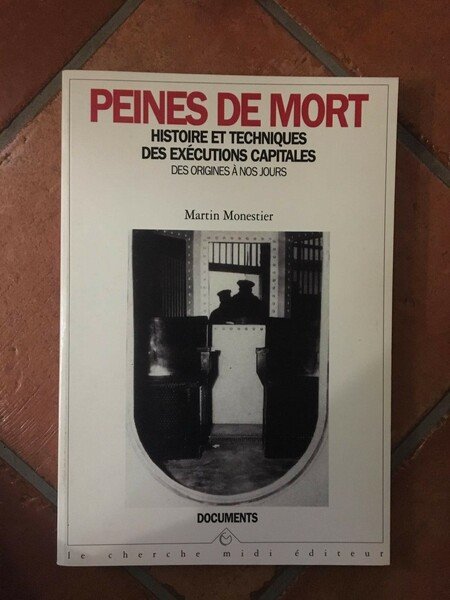 PEINES DE MORT
HISTOIRE ET TECHNIQUES
DES EXÉCUTIONS CAPITALES
DES ORIGINES À NOS JOURS
Martin Monestier
DOCUMENTS
le cherche midi éditeur